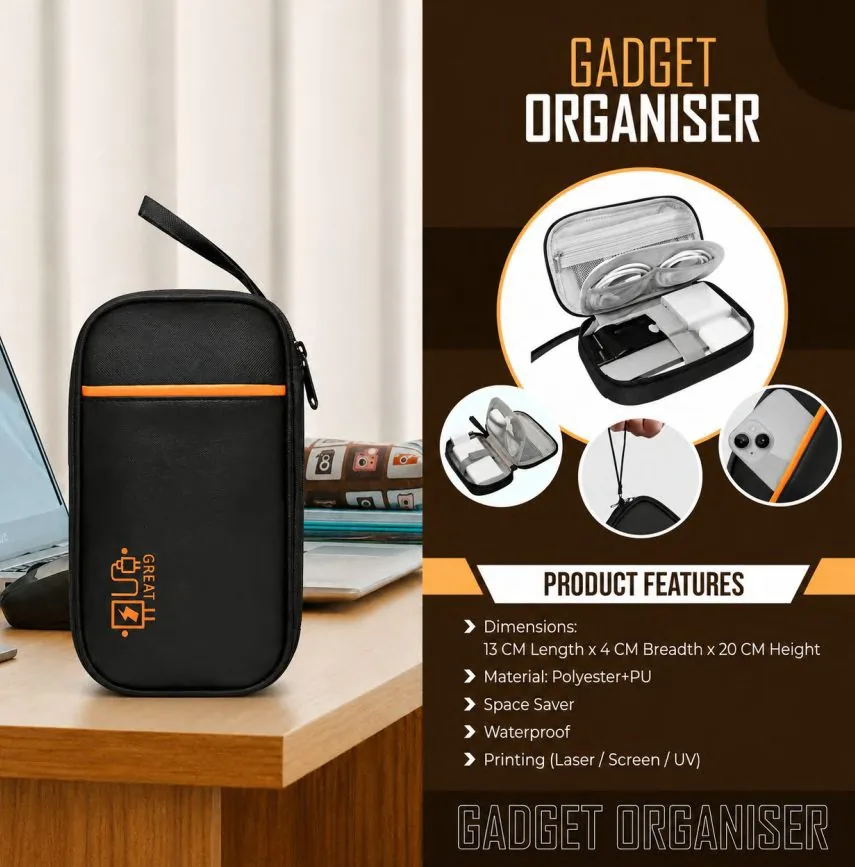 GADGET
ORGANISER
GREAT
PRODUCT FEATURES
Dimensions:
13 CM Length x 4 CM Breadth x 20 CM Height
Material: Polyester+PU
Space Saver
Waterproof
Printing (Laser / Screen / UV)
GADGET ORGANISER